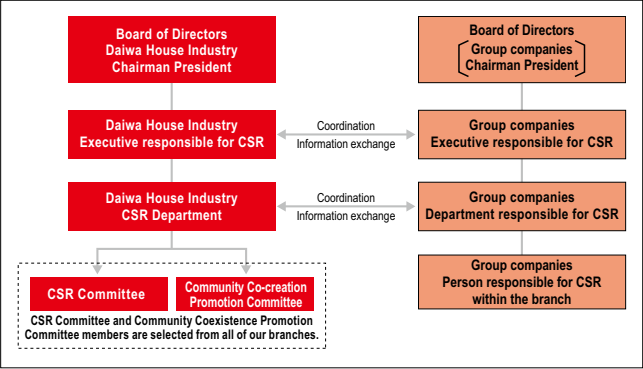 Board of Directors
Daiwa House Industry
Chairman President
Board of Directors
Group companies
Chairman President
Daiwa House Industry
Executive responsible for CSR
Coordination
Information exchange
Group companies
Executive responsible for CSR
Daiwa House Industry
CSR Department
Coordination
Information exchange
Group companies
Department responsible for CSR
CSR Committee
Community Co-creation
Promotion Committee
CSR Committee and Community Coexistence Promotion
Committee members are selected from all of our branches.
Group companies
Person responsible for CSR
within the branch